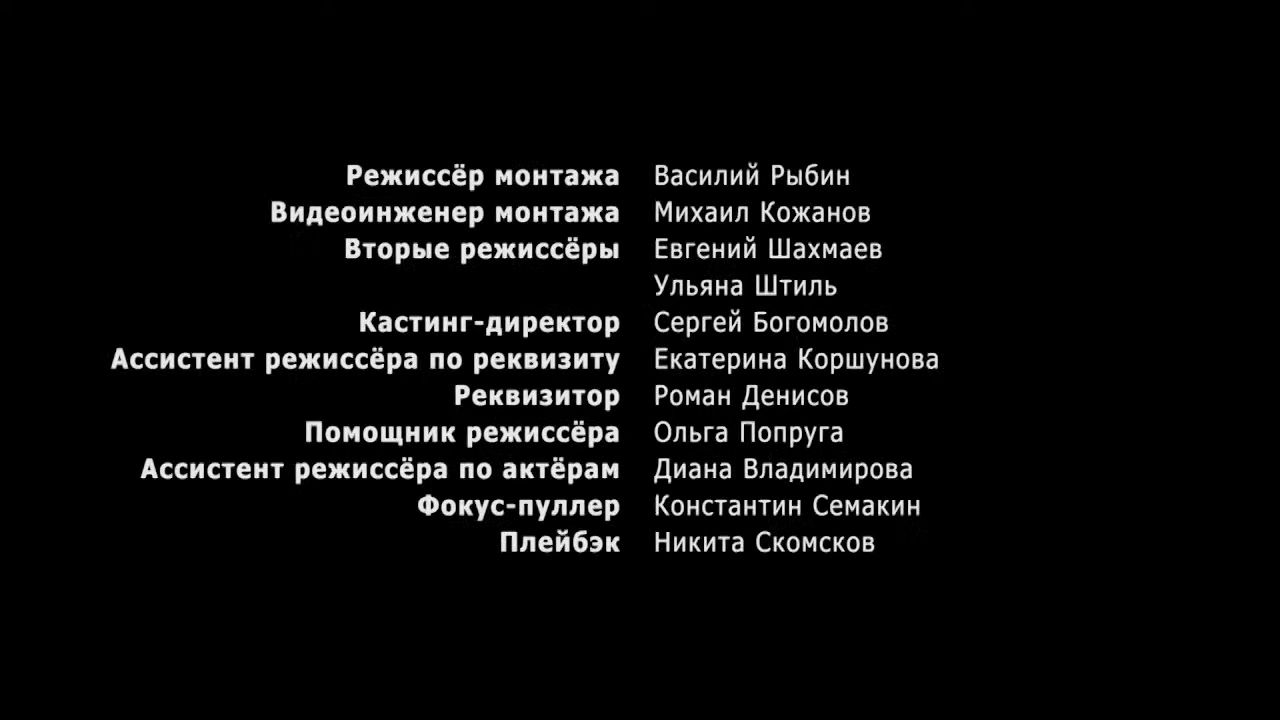 Режиссёр монтажа Василий Рыбин
Видеоинженер монтажа Михаил Кожанов
Вторые режиссёры Евгений Шахмаев
Ульяна Штиль
Кастинг-директор Сергей Богомолов
Ассистент режиссёра по реквизиту Екатерина Коршунова
Реквизитор Роман Денисов
Помощник режиссёра Ольга Попруга
Ассистент режиссёра по актёрам Диана Владимирова
Фокус-пуллер Константин Семакин
Плейбэк Никита Скомсков